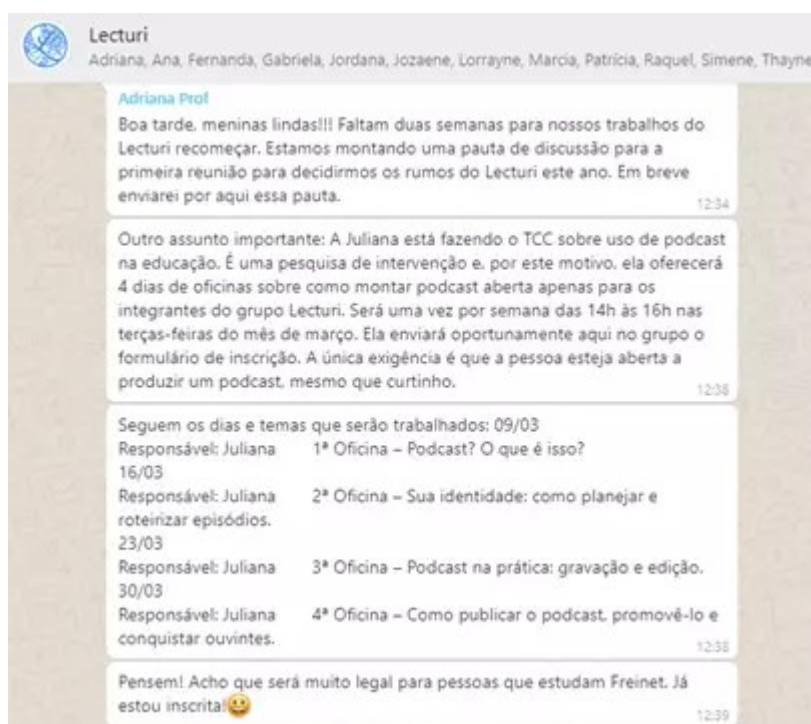 Lecturi
Adriana, Ana, Fernanda, Gabriela, Jordana, Jozaene, Lorrayne, Marcia, Patrícia, Raquel, Simene, Thayne
Adriana Prof
Boa tarde, meninas lindas!!! Faltam duas semanas para nossos trabalhos do
Lecturi recomeçar. Estamos montando uma pauta de discussão para a
primeira reunião para decidirmos os rumos do Lecturi este ano. Em breve
enviarei por aqui essa pauta.
12:34
Outro assunto importante: A Juliana está fazendo o TCC sobre uso de podcast
na educação. É uma pesquisa de intervenção e, por este motivo, ela oferecerá
4 dias de oficinas sobre como montar podcast aberta apenas para os
integrantes do grupo Lecturi. Será uma vez por semana das 14h às 16h nas
terças-feiras do mês de março. Ela enviará oportunamente aqui no grupo o
formulário de inscrição. A única exigência é que a pessoa esteja aberta a
produzir um podcast, mesmo que curtinho.
12:38
Seguem os dias e temas que serão trabalhados: 09/03
Responsável: Juliana 1ª Oficina – Podcast? O que é isso?
16/03
Responsável: Juliana 2ª Oficina – Sua identidade: como planejar e
roteirizar episódios.
23/03
Responsável: Juliana 3ª Oficina – Podcast na prática: gravação e edição.
30/03
Responsável: Juliana 4ª Oficina – Como publicar o podcast, promovê-lo e
conquistar ouvintes.
12:38
Pensem! Acho que será muito legal para pessoas que estudam Freinet. Já
estou inscrita!😀
12:39